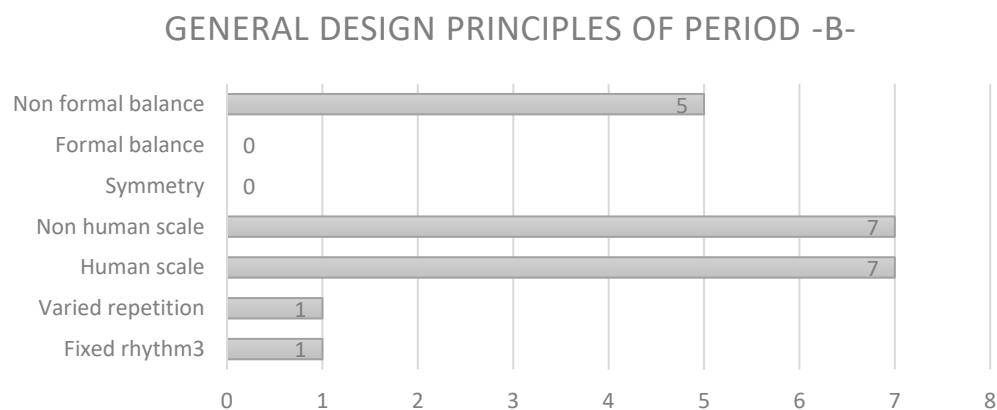 GENERAL DESIGN PRINCIPLES OF PERIOD -B-
Non formal balance 5
Formal balance 0
Symmetry 0
Non human scale 7
Human scale 7
Varied repetition 1
Fixed rhythm3 1
0 1 2 3 4 5 6 7 8